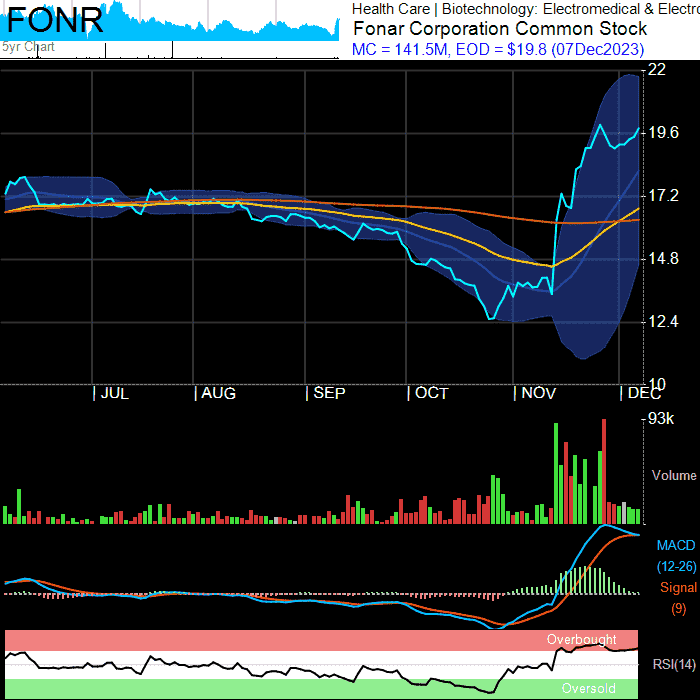 FONR
5yr Chart
Health Care | Biotechnology: Electromedical & Electro
Fonar Corporation Common Stock
MC = 141.5M, EOD = $19.8 (07Dec2023)
22
19.6
17.2
14.8
12.4
10
JUL
AUG
SEP
OCT
NOV
DEC
93k
Volume
MACD
(12-26)
Signal
(9)
Overbought
RSI(14)
Oversold